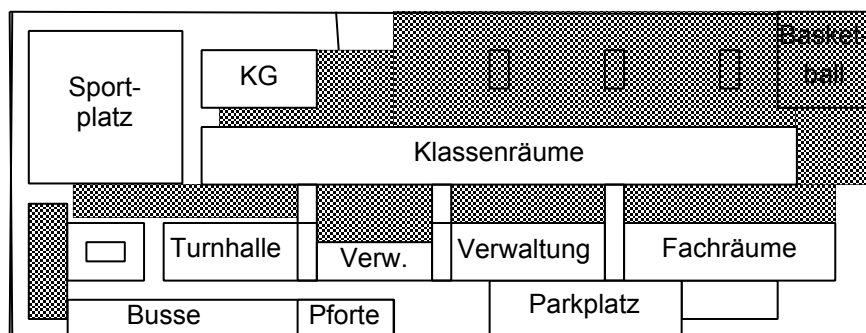 Basket-
ball
KG
Sport-
platz
Klassenräume
Turnhalle
Verw.
Verwaltung
Fachräume
Busse
Pforte
Parkplatz